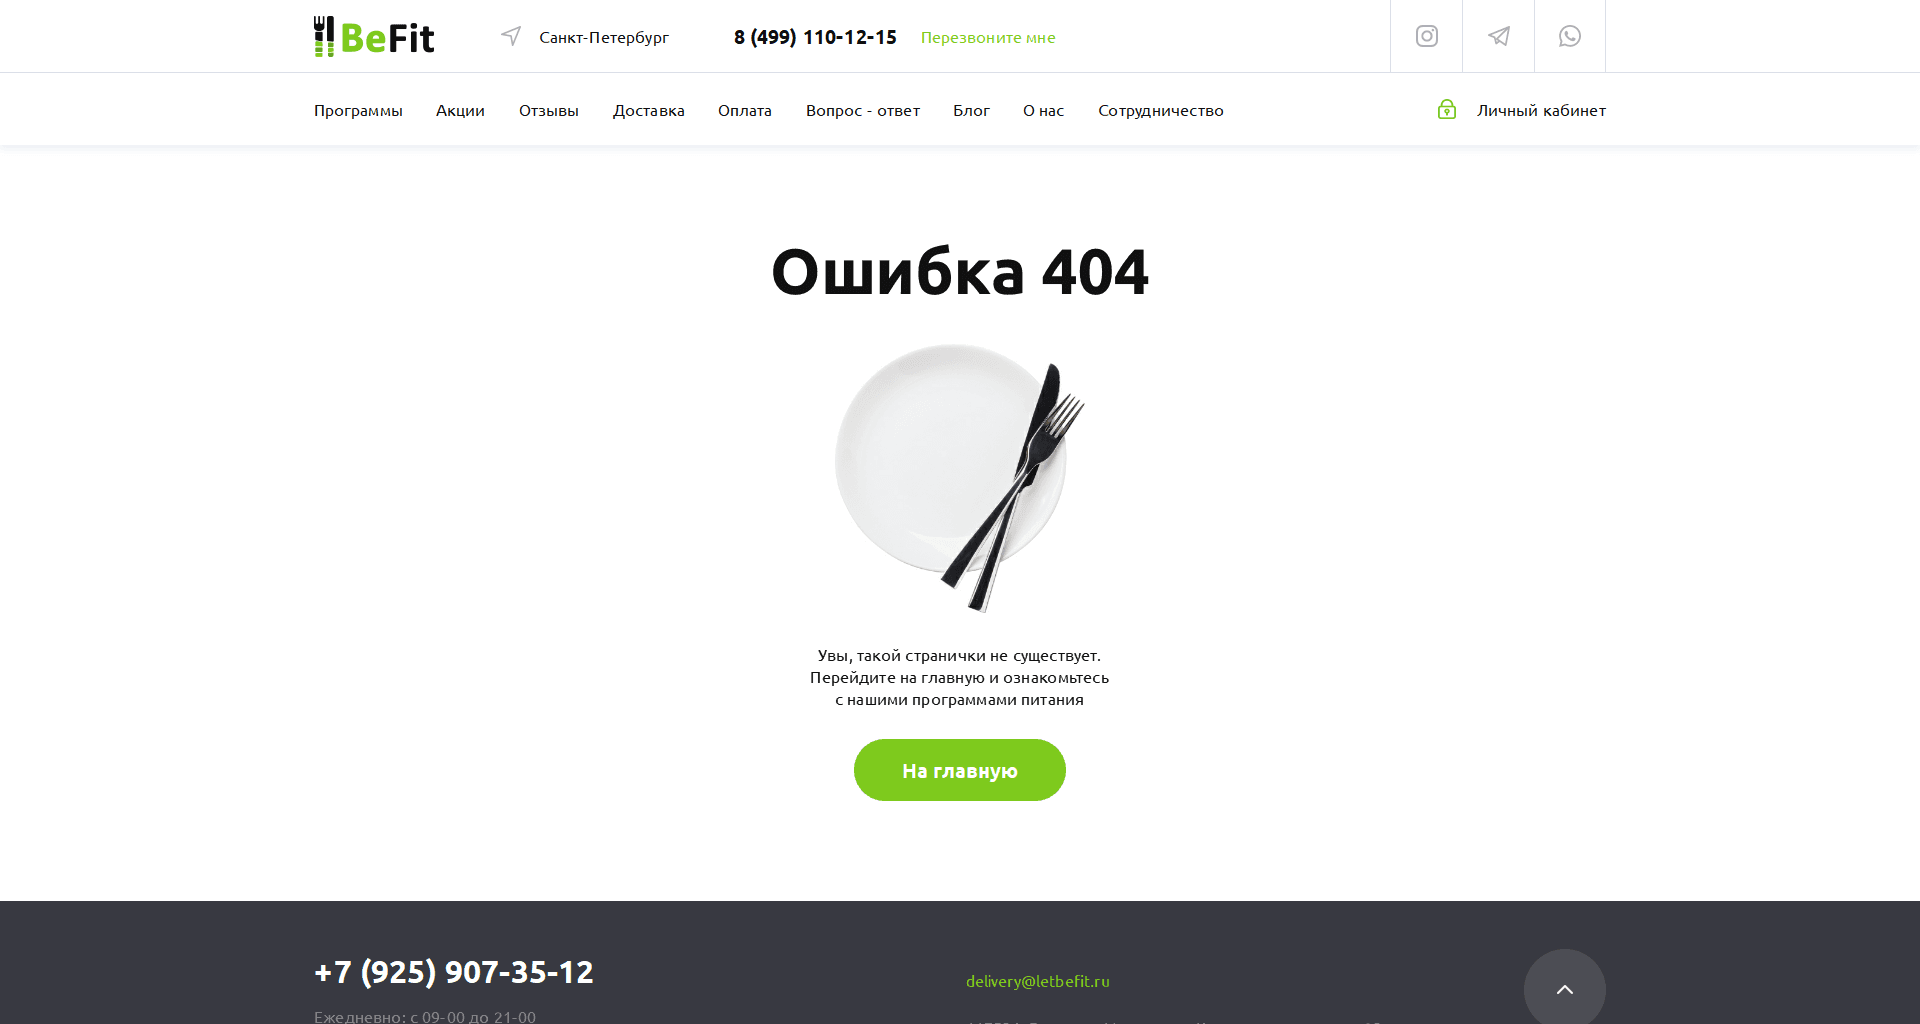 BeFit
Санкт-Петербург
8 (499) 110-12-15
Перезвоните мне
Программы
Акции
Отзывы
Доставка
Оплата
Вопрос - ответ
Блог
О нас
Сотрудничество
Личный кабинет
Ошибка 404
Увы, такой странички не существует.
Перейдите на главную и ознакомьтесь
с нашими программами питания
На главную
+7 (925) 907-35-12
delivery@letbefit.ru
Ежедневно: с 09-00 до 21-00